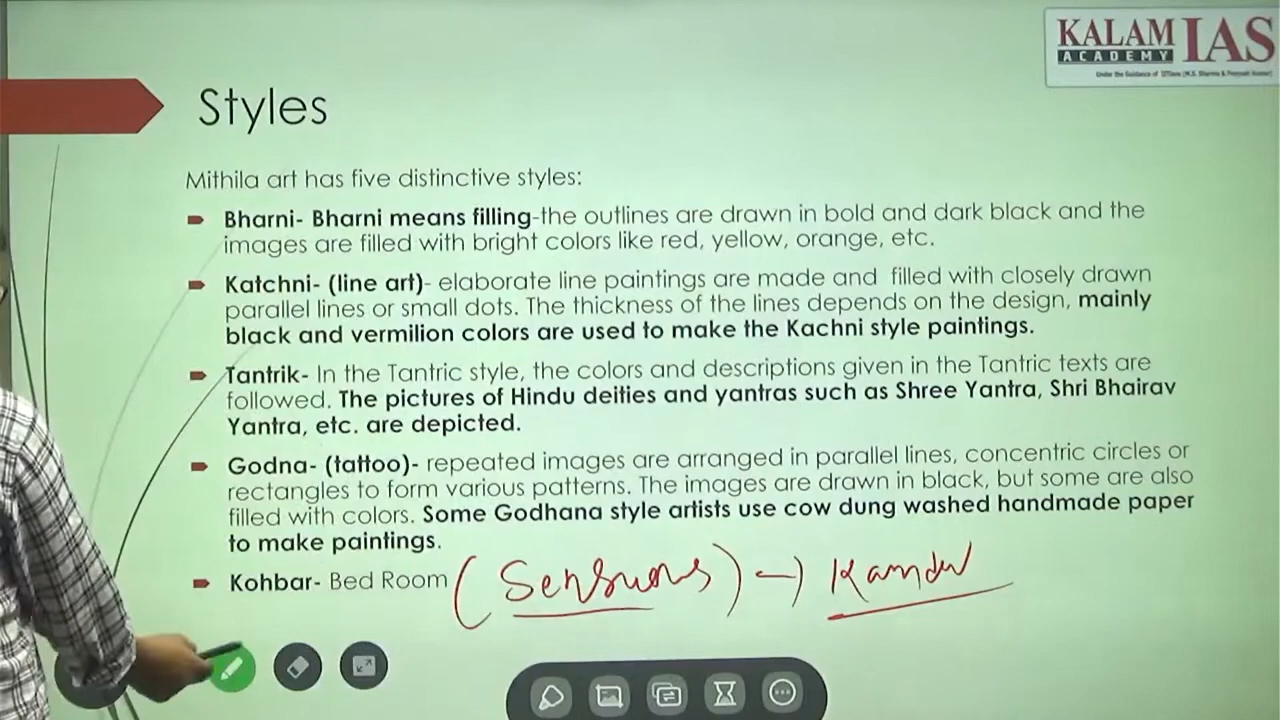 KALAM IAS
ACADEMY
Styles
Mithila art has five distinctive styles:
Bharni- Bharni means filling-the outlines are drawn in bold and dark black and the
images are filled with bright colors like red, yellow, orange, etc.
Katchni- (line art)- elaborate line paintings are made and filled with closely drawn
parallel lines or small dots. The thickness of the lines depends on the design, mainly
black and vermilion colors are used to make the Kachni style paintings.
Tantrik- In the Tantric style, the colors and descriptions given in the Tantric texts are
followed. The pictures of Hindu deities and yantras such as Shree Yantra, Shri Bhairav
Yantra, etc. are depicted.
Godna- (tattoo)- repeated images are arranged in parallel lines, concentric circles or
rectangles to form various patterns. The images are drawn in black, but some are also
filled with colors. Some Godhana style artists use cow dung washed handmade paper
to make paintings.
Kohbar- Bed Room (Sensuous) →